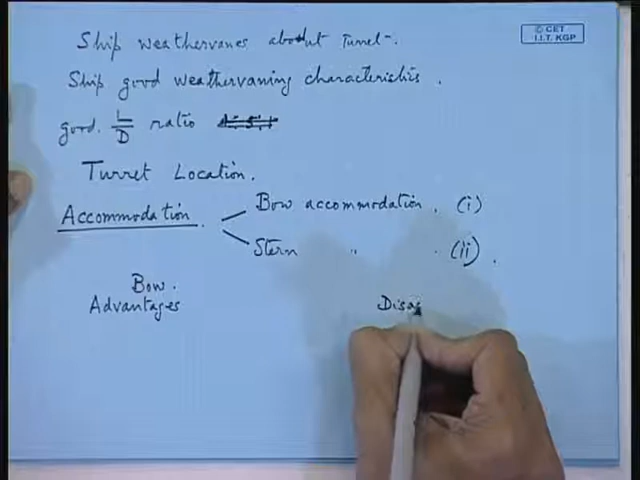 © CET
I.I.T. KGP
Ship weathervanes about Turret.
Ship good weathervaning characteristics.
good. L/D ratio
Turret Location.
Accommodation
Bow accommodation. (i)
Stern " . (ii).
Bow.
Advantages Disa